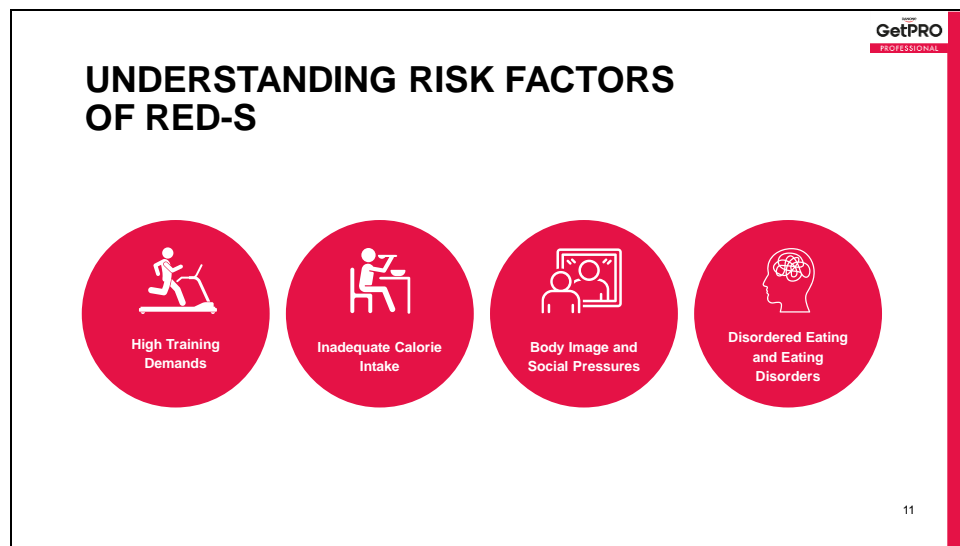 DANONE
GetPRO
PROFESSIONAL
UNDERSTANDING RISK FACTORS
OF RED-S
High Training
Demands
Inadequate Calorie
Intake
Body Image and
Social Pressures
Disordered Eating
and Eating
Disorders
11